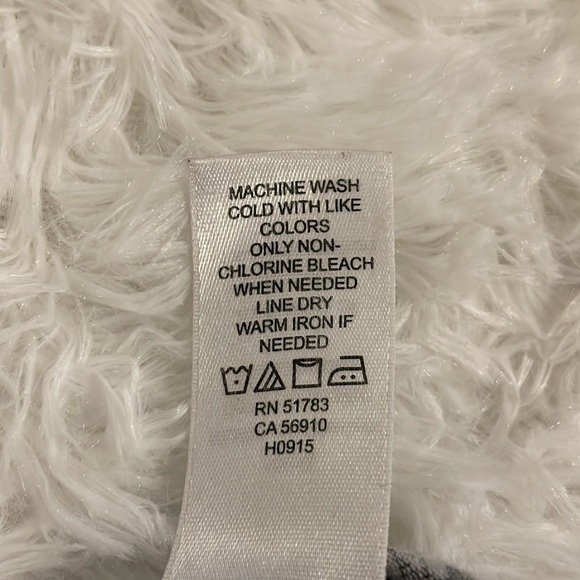 MACHINE WASH
COLD WITH LIKE
COLORS
ONLY NON-
CHLORINE BLEACH
WHEN NEEDED
LINE DRY
WARM IRON IF
NEEDED
RN 51783
CA 56910
H0915